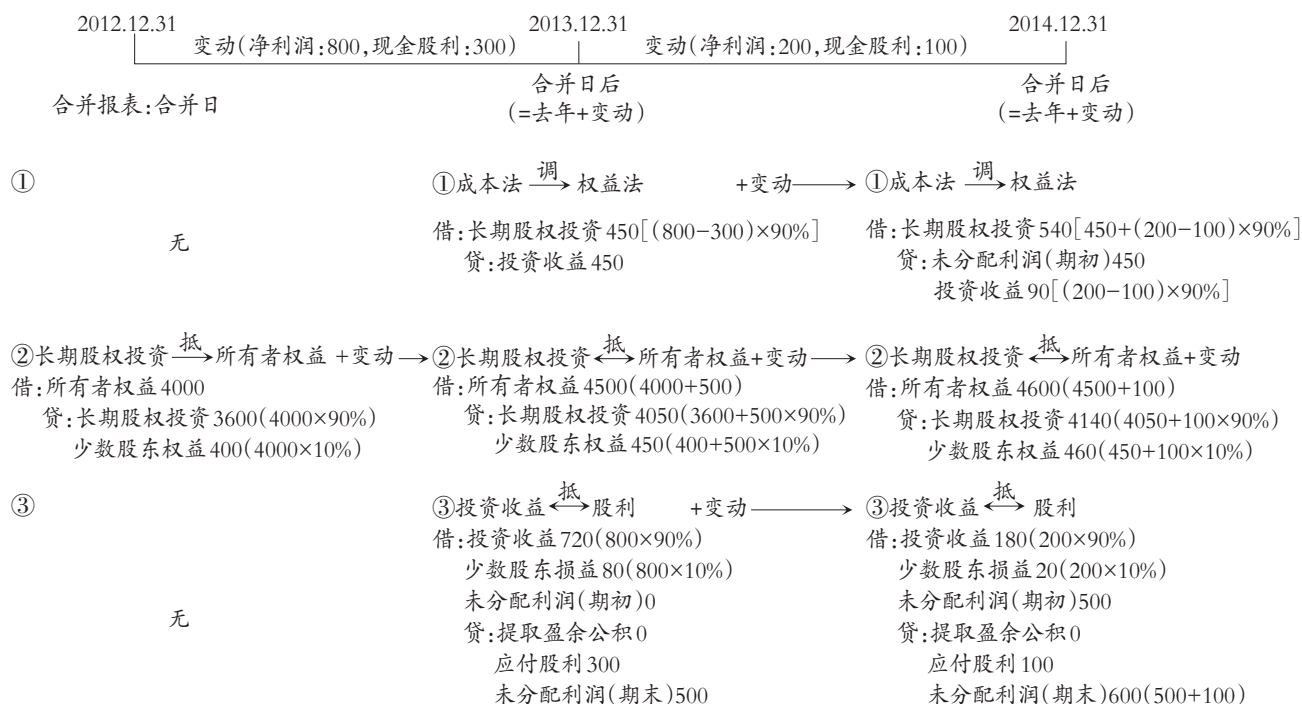 2012.12.31 2013.12.31 2014.12.31
变动(净利润:800,现金股利:300) 变动(净利润:200,现金股利:100)
合并报表:合并日 合并日后 合并日后
(=去年+变动) (=去年+变动)
① ①成本法 调 权益法 +变动 ①成本法 调 权益法
无 借:长期股权投资450[(800-300)×90%] 借:长期股权投资540[450+(200-100)×90%]
贷:投资收益450 贷:未分配利润(期初)450
投资收益90[(200-100)×90%]
②长期股权投资 抵 所有者权益 +变动 ②长期股权投资 抵 所有者权益+变动 ②长期股权投资 抵 所有者权益+变动
借:所有者权益4000 借:所有者权益4500(4000+500) 借:所有者权益4600(4500+100)
贷:长期股权投资3600(4000×90%) 贷:长期股权投资4050(3600+500×90%) 贷:长期股权投资4140(4050+100×90%)
少数股东权益400(4000×10%) 少数股东权益450(400+500×10%) 少数股东权益460(450+100×10%)
③ ③投资收益 抵 股利 +变动 ③投资收益 抵 股利
借:投资收益720(800×90%) 借:投资收益180(200×90%)
少数股东损益80(800×10%) 少数股东损益20(200×10%)
无 未分配利润(期初)0 未分配利润(期初)500
贷:提取盈余公积0 贷:提取盈余公积0
应付股利300 应付股利100
未分配利润(期末)500 未分配利润(期末)600(500+100)